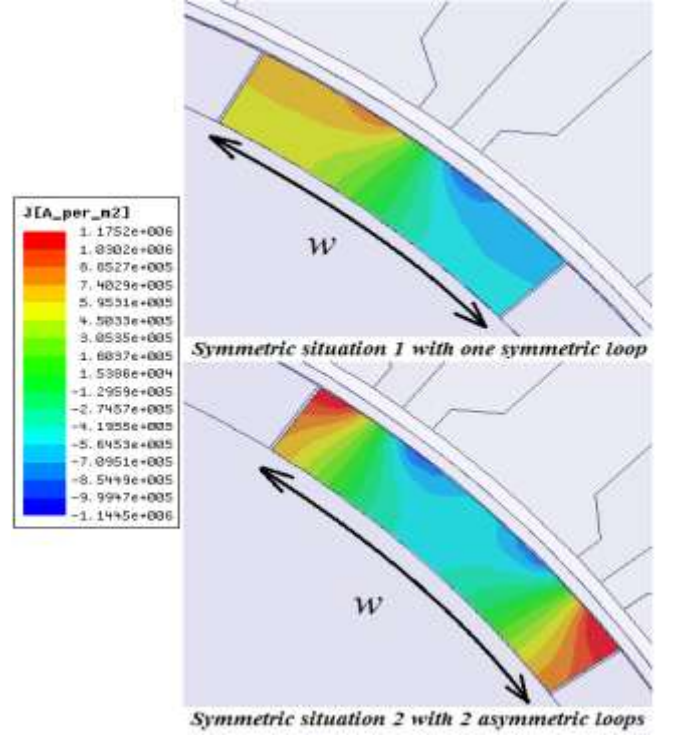 w
Symmetric situation 1 with one symmetric loop
J[A_per_m2]
1.1752e+006
1.0302e+006
8.8527e+005
7.4029e+005
5.9531e+005
4.5033e+005
3.0535e+005
1.6037e+005
1.5386e+004
-1.2959e+005
-2.7457e+005
-4.1955e+005
-5.6453e+005
-7.0951e+005
-8.5449e+005
-9.9947e+005
-1.1445e+006
w
Symmetric situation 2 with 2 asymmetric loops